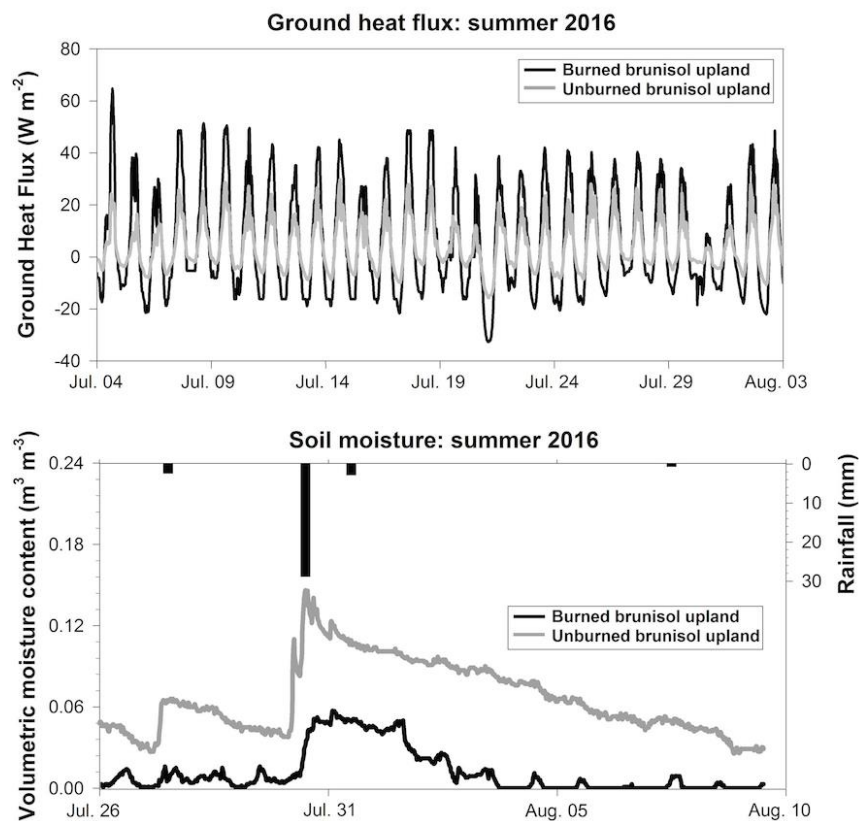 Ground heat flux: summer 2016
Ground Heat Flux (W m-2)
80
60
40
20
0
-20
-40
Burned brunisol upland
Unburned brunisol upland
Jul. 04
Jul. 09
Jul. 14
Jul. 19
Jul. 24
Jul. 29
Aug. 03
Soil moisture: summer 2016
Volumetric moisture content (m3 m-3)
0.24
0.18
0.12
0.06
0.00
0
10
20
30
Rainfall (mm)
Burned brunisol upland
Unburned brunisol upland
Jul. 26
Jul. 31
Aug. 05
Aug. 10